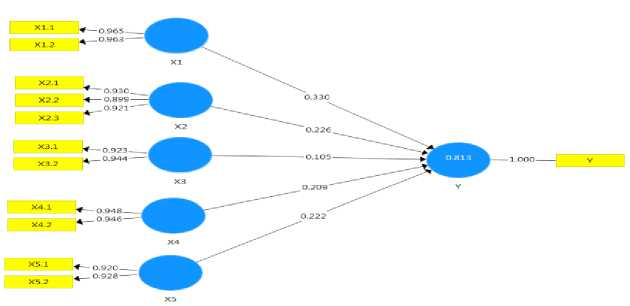 X1.1
0.965
X1.2
0.963
X1
X2.1
0.930
X2.2
0.899
X2.3
0.921
X2
X3.1
0.923
X3.2
0.944
X3
X4.1
0.948
X4.2
0.946
X4
X5.1
0.920
X5.2
0.928
X5
0.330
0.226
0.105
0.209
0.222
0.813
Y
1.000
Y